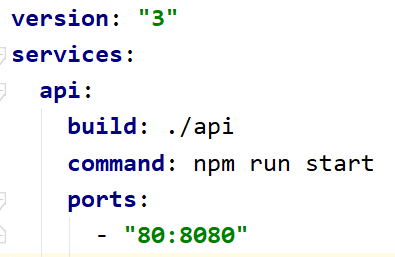 version: "3"
services:
  api:
    build: ./api
    command: npm run start
    ports:
      - "80:8080"